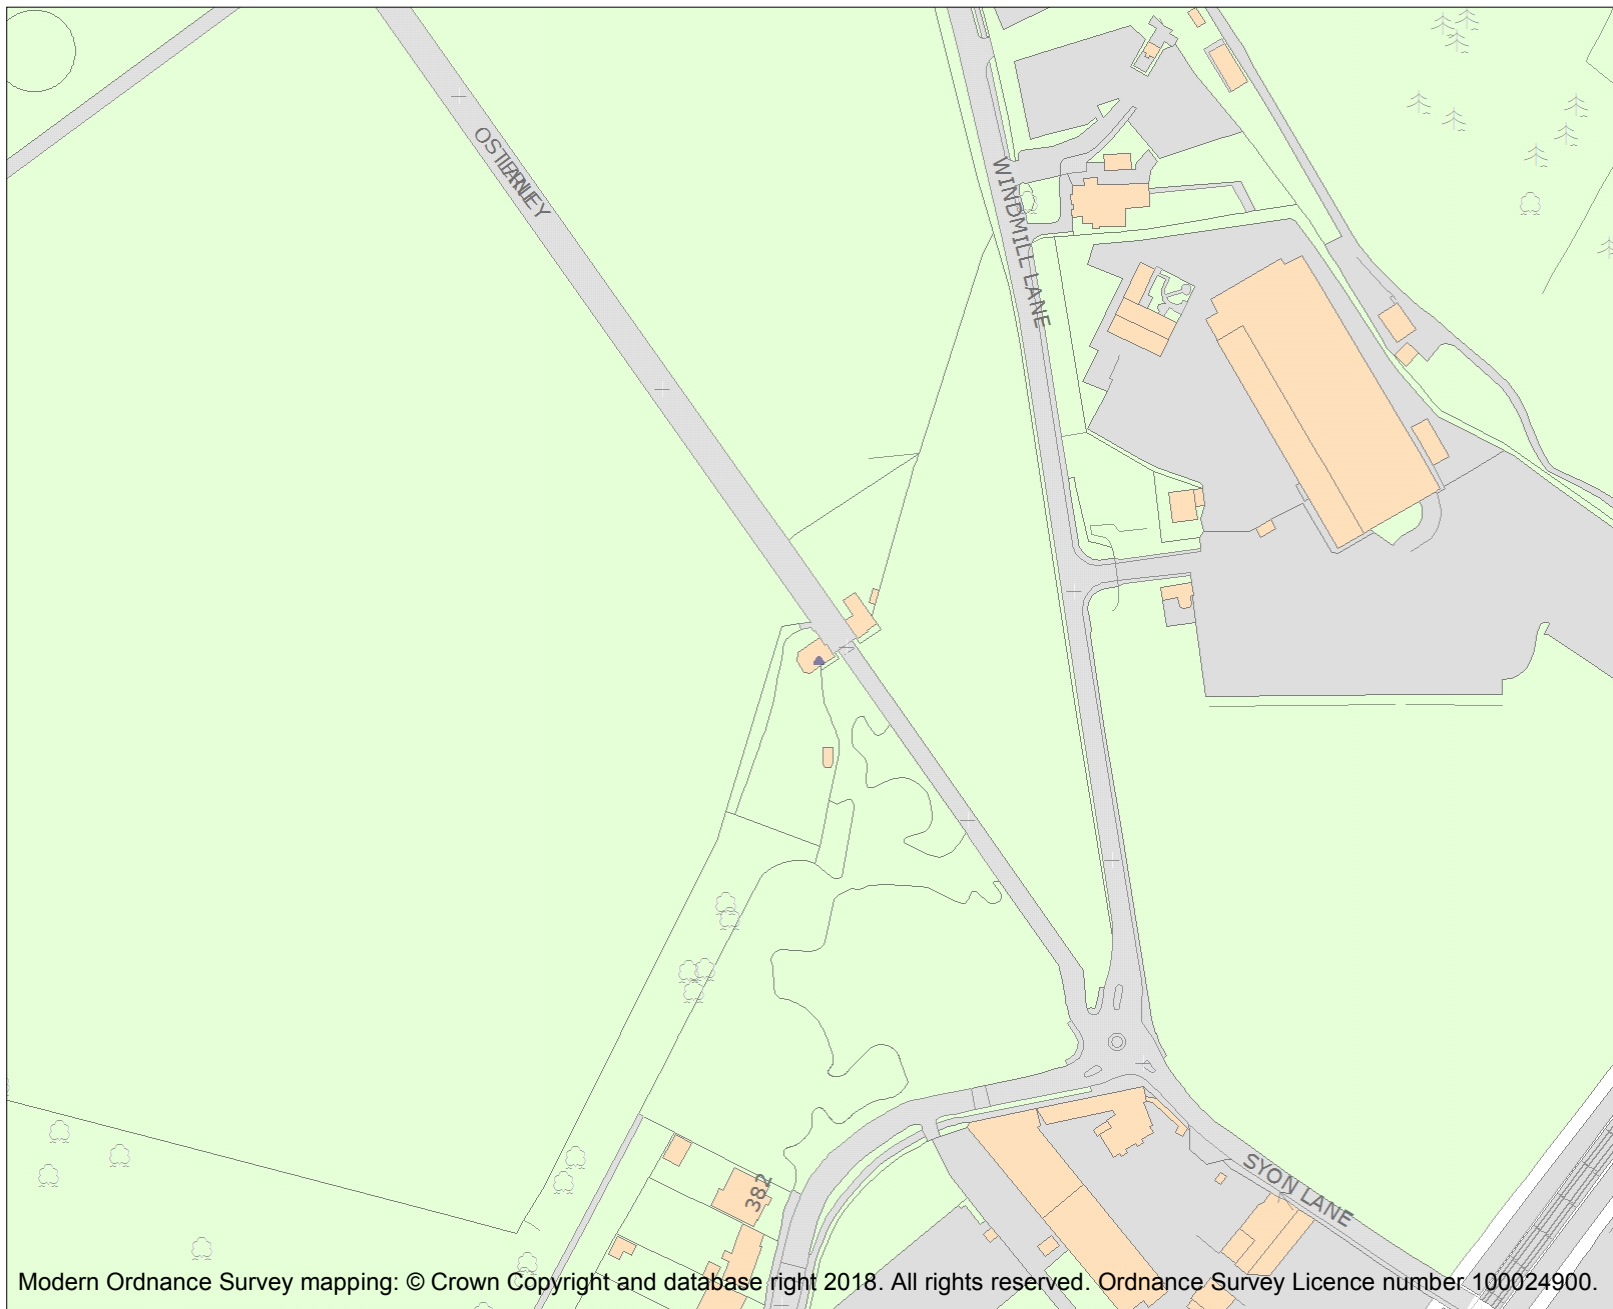 WINDMILL LANE
382
SYON LANE
Modern Ordnance Survey mapping: © Crown Copyright and database right 2018. All rights reserved. Ordnance Survey Licence number 100024900.